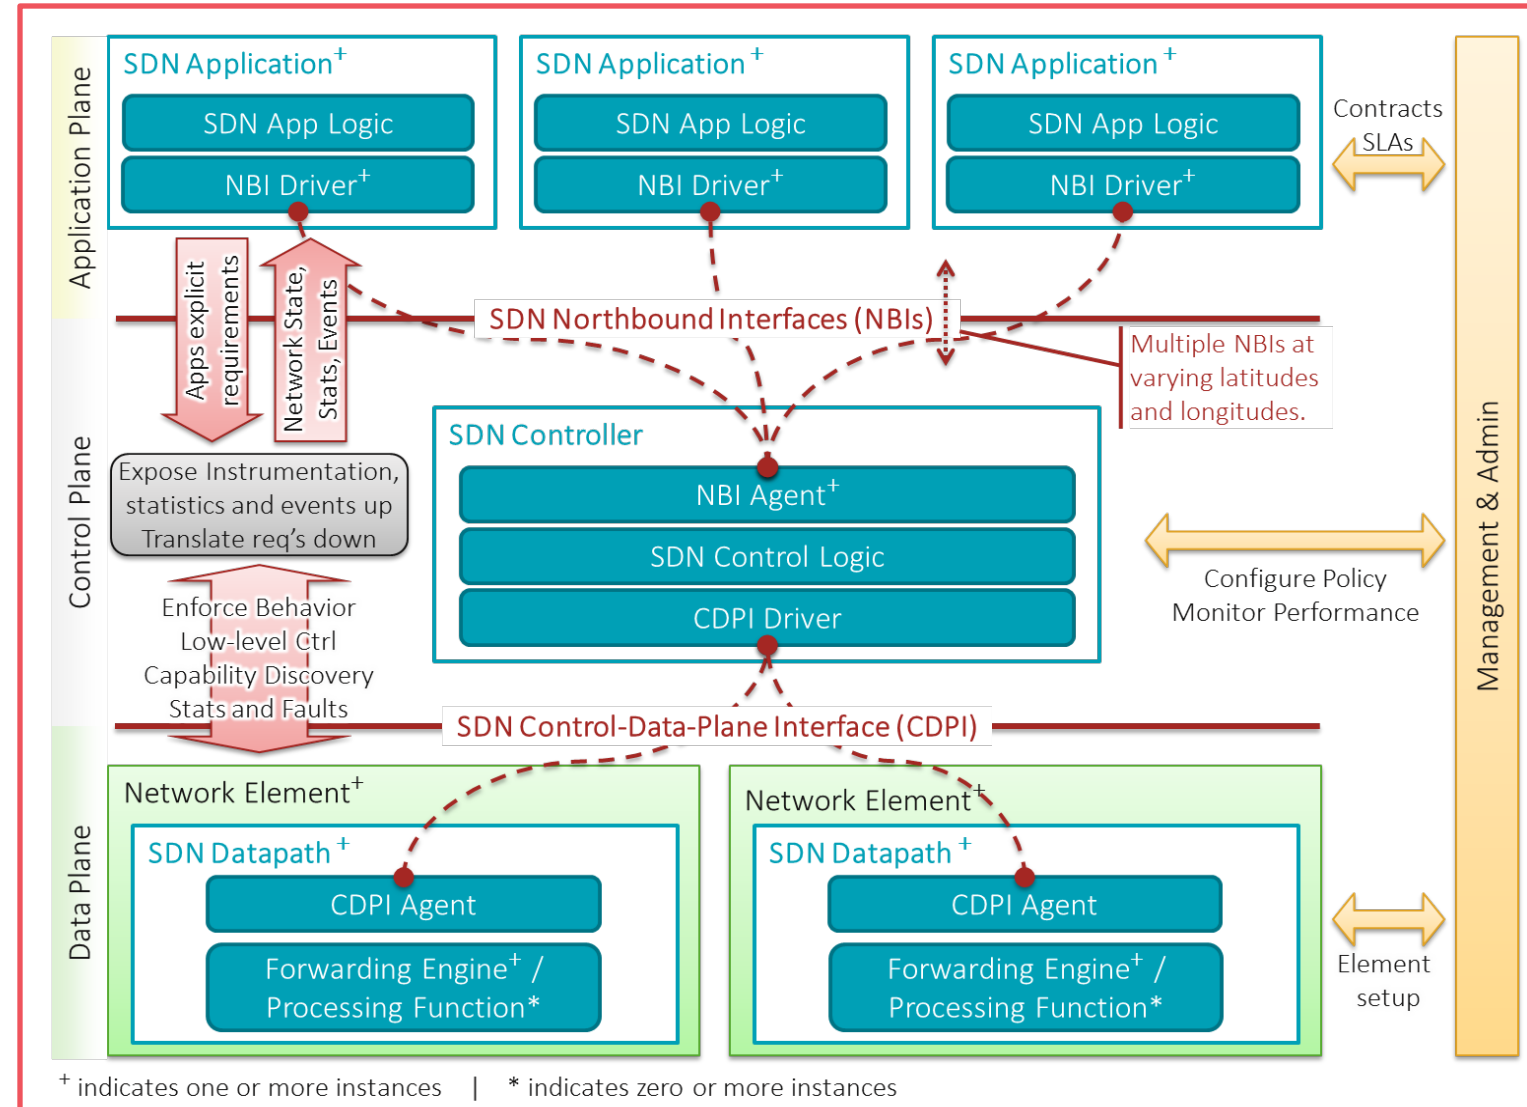 Application Plane
SDN Application+
SDN App Logic
NBI Driver+
SDN Application+
SDN App Logic
NBI Driver+
SDN Application+
SDN App Logic
NBI Driver+
Contracts
SLAs
Apps explicit
requirements
Network State,
Stats, Events
SDN Northbound Interfaces (NBIs)
Multiple NBIs at
varying latitudes
and longitudes.
Control Plane
Expose Instrumentation,
statistics and events up
Translate req's down
SDN Controller
NBI Agent+
SDN Control Logic
CDPI Driver
Configure Policy
Monitor Performance
Management & Admin
Enforce Behavior
Low-level Ctrl
Capability Discovery
Stats and Faults
SDN Control-Data-Plane Interface (CDPI)
Data Plane
Network Element+
SDN Datapath+
CDPI Agent
Forwarding Engine+ /
Processing Function*
Network Element+
SDN Datapath+
CDPI Agent
Forwarding Engine+ /
Processing Function*
Element
setup
+ indicates one or more instances | * indicates zero or more instances